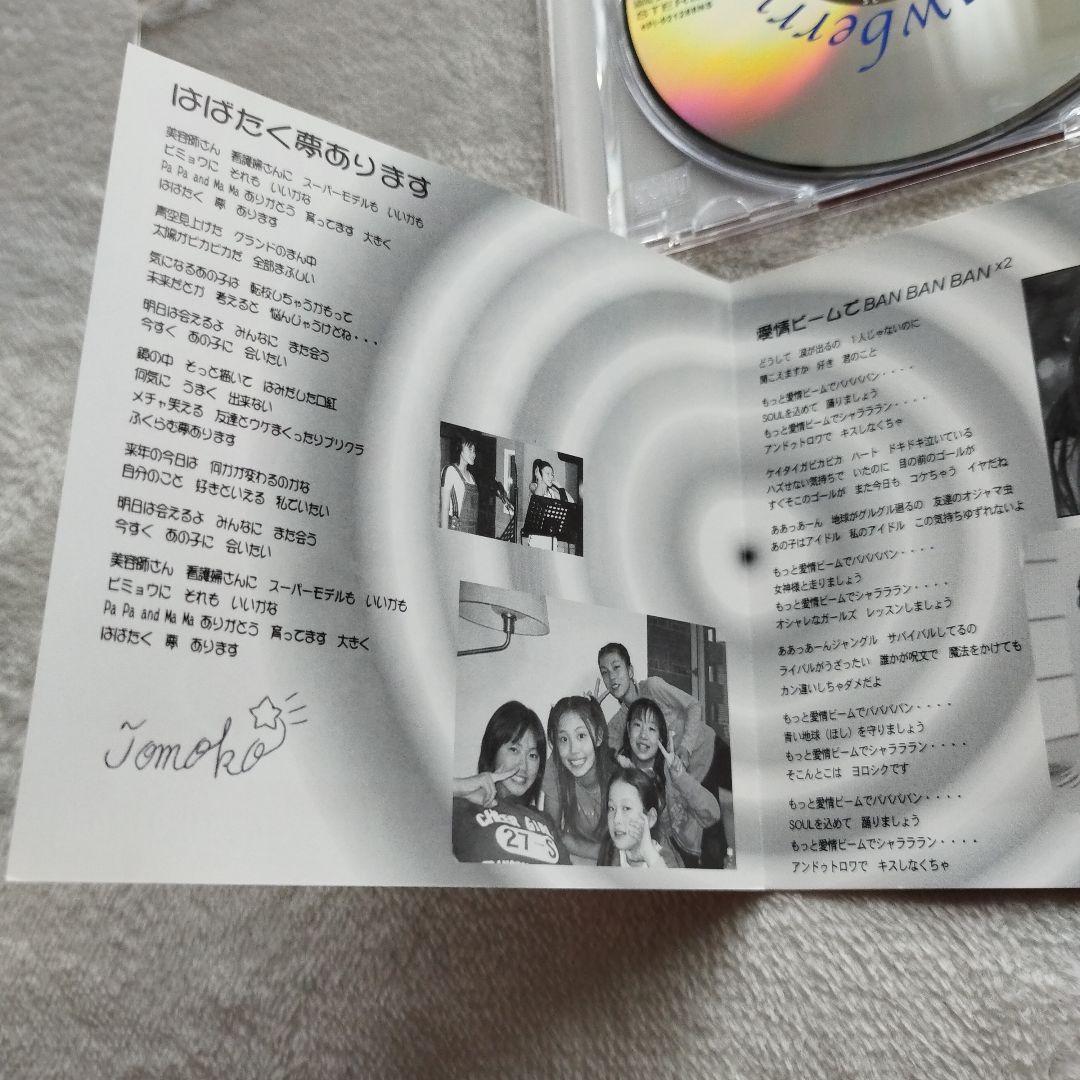 はばたく夢あります
美容師さん　看護婦さんに　スーパーモデルも　いいかも
ビミョウに　それも　いいかな
Pa Pa and Ma Ma ありがとう　育ってます　大きく
はばたく　夢　あります
青空見上げた　グランドのまん中
太陽がピカピカだ　全部まぶしい
気になるあの子は　転校しちゃうかもって
未来だとか　考えると　悩んじゃうけどね・・・
明日は会えるよ　みんなに　また会う
今すぐ　あの子に　会いたい
鏡の中　そっと描いて　はみだした口紅
何気に　うまく　出来ない
メチャ笑える　友達とウケまくったりプリクラ
ふくらむ夢あります
来年の今日は　何かが変わるのかな
自分のこと　好きといえる　私でいたい
明日は会えるよ　みんなに　また会う
今すぐ　あの子に　会いたい
美容師さん　看護婦さんに　スーパーモデルも　いいかも
ビミョウに　それも　いいかな
Pa Pa and Ma Ma ありがとう　育ってます　大きく
はばたく　夢　あります
Tomoko
27-S
愛情ビームで BAN BAN BAN ×2
どうして　涙が出るの　1人じゃないのに
聞こえますか　好き　君のこと
もっと愛情ビームでババババン・・・・
SOULを込めて　踊りましょう
もっと愛情ビームでシャラララン・・・・
アンドゥトロワで　キスしなくちゃ
ケイタイがピカピカ　ハート　ドキドキ泣いている
ハズせない気持ちで　いたのに　目の前のゴールが
すぐそこのゴールが　また今日も　コケちゃう　イヤだね
ああっあーん　地球がグルグル廻るの　友達のオジャマ虫
あの子はアイドル　私のアイドル　この気持ちゆずれないよ
もっと愛情ビームでババババン・・・・
女神様と走りましょう
もっと愛情ビームでシャラララン・・・・
オシャレなガールズ　レッスンしましょう
ああっあーんジャングル　サバイバルしてるの
ライバルがうざったい　誰かが呪文で　魔法をかけても
カン違いしちゃダメだよ
もっと愛情ビームでババババン・・・・
青い地球（ほし）を守りましょう
もっと愛情ビームでシャラララン・・・・
そこんとこは　ヨロシクです
もっと愛情ビームでババババン・・・・
SOULを込めて　踊りましょう
もっと愛情ビームでシャラララン・・・・
アンドゥトロワで　キスしなくちゃ